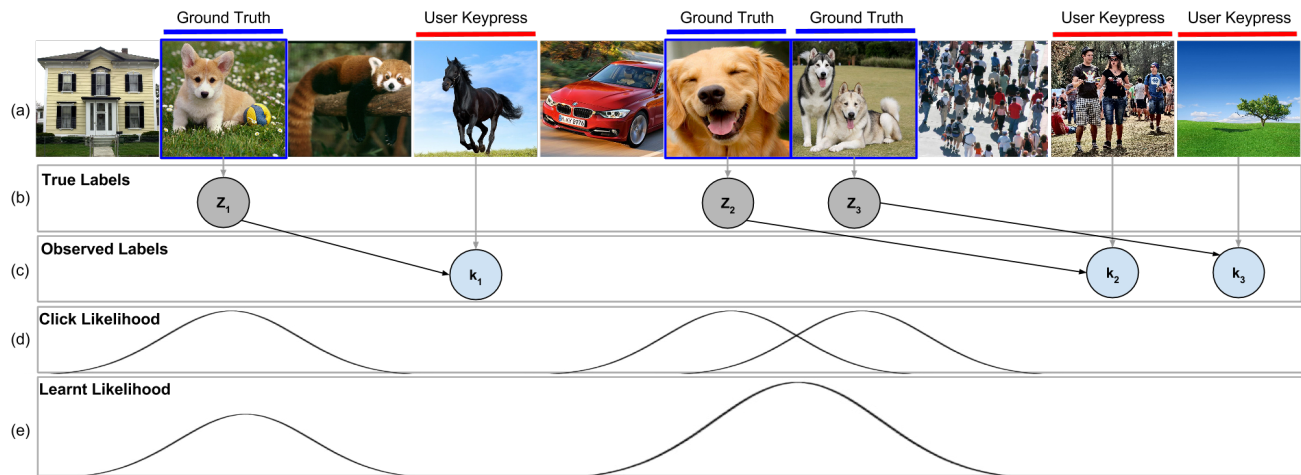 Ground Truth
User Keypress
Ground Truth
Ground Truth
User Keypress
User Keypress
(a)
(b)
True Labels
Z1
Z2
Z3
(c)
Observed Labels
k1
k2
k3
(d)
Click Likelihood
(e)
Learnt Likelihood